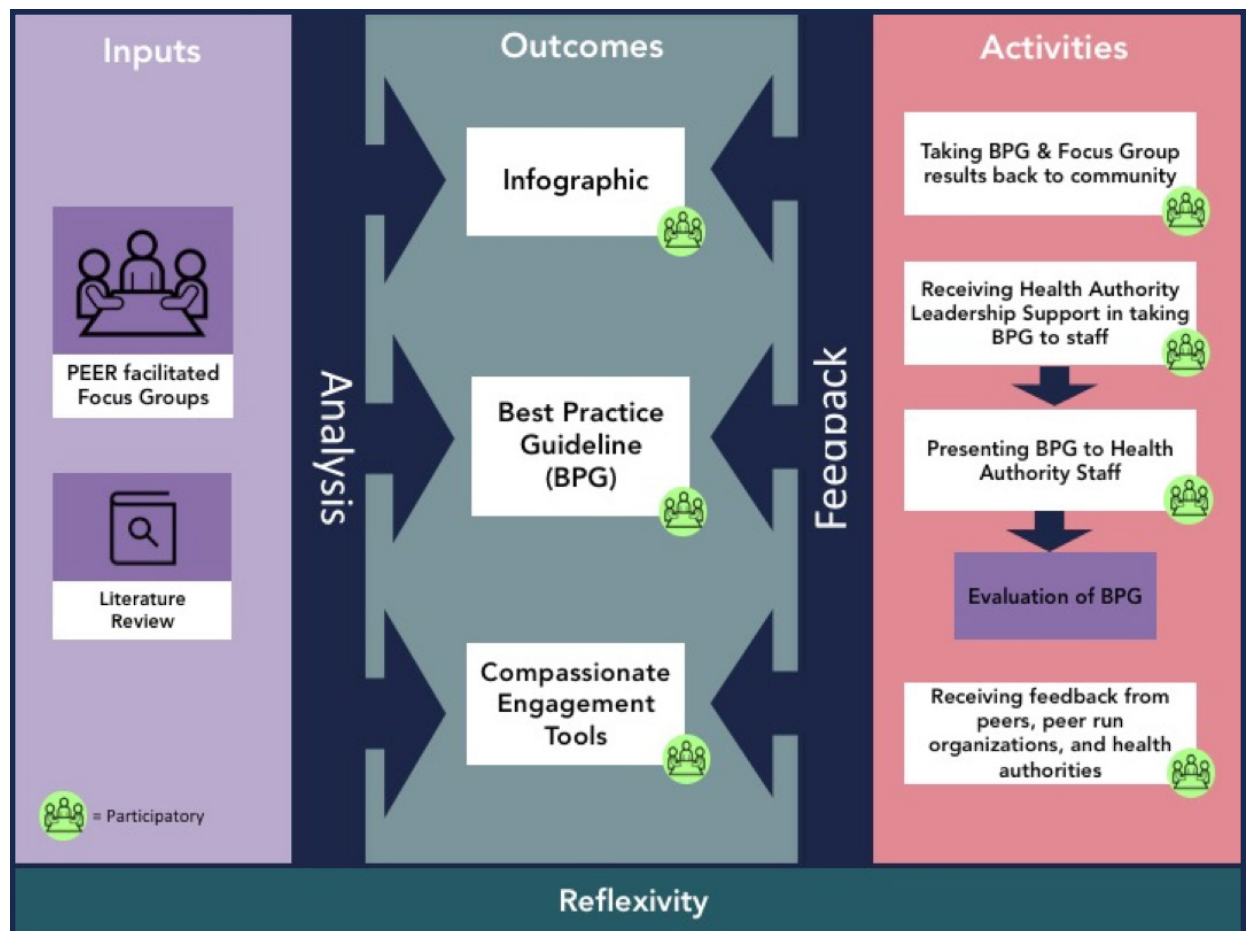 Inputs
PEER facilitated
Focus Groups
Literature
Review
= Participatory
Analysis
Outcomes
Infographic
Best Practice
Guideline
(BPG)
Compassionate
Engagement
Tools
Feedback
Activities
Taking BPG & Focus Group
results back to community
Receiving Health Authority
Leadership Support in taking
BPG to staff
Presenting BPG to Health
Authority Staff
Evaluation of BPG
Receiving feedback from
peers, peer run
organizations, and health
authorities
Reflexivity